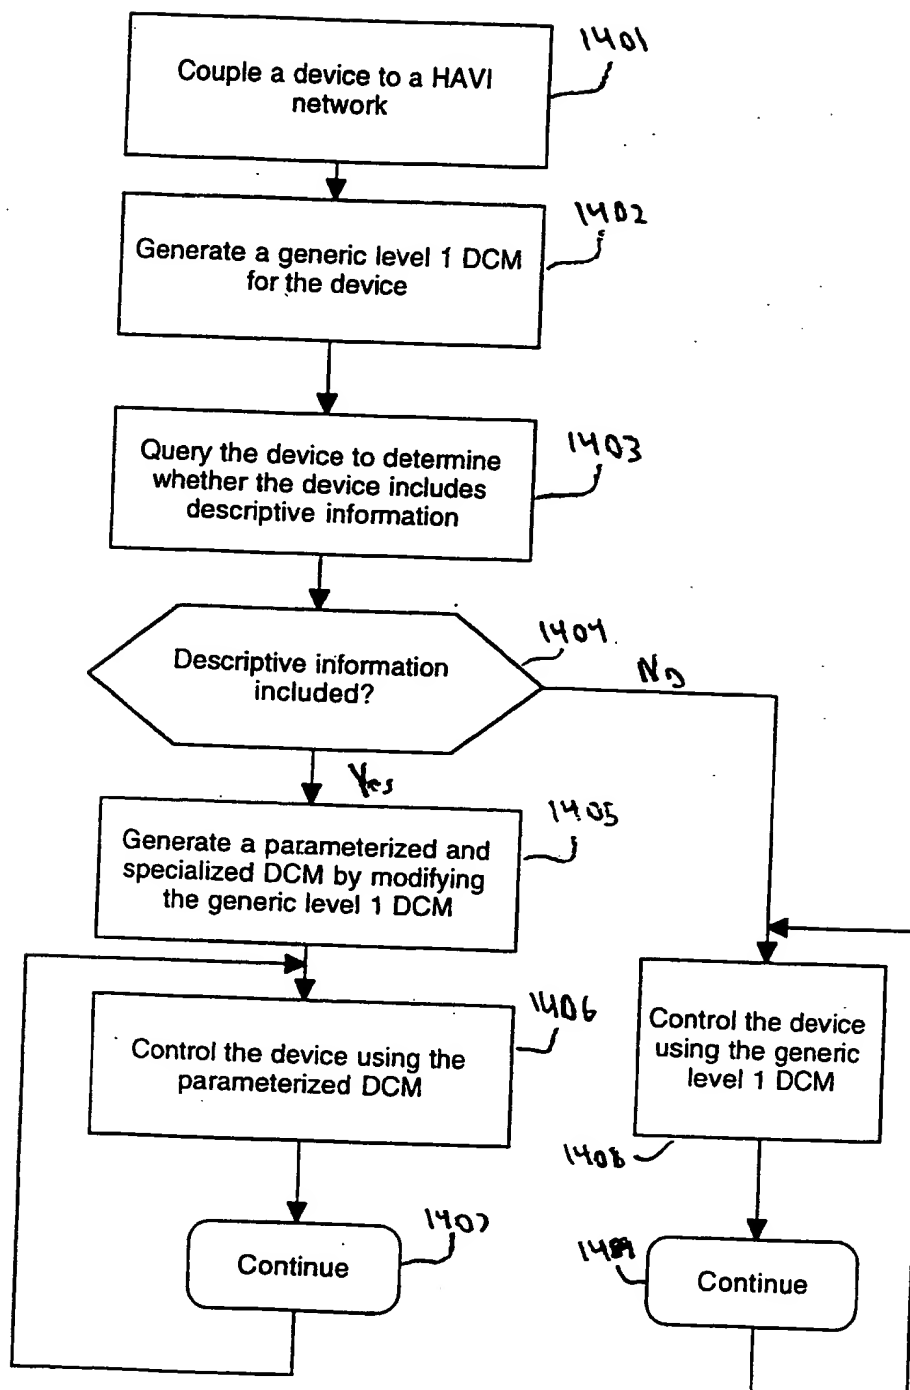 1401
Couple a device to a HAVI
network
1402
Generate a generic level 1 DCM
for the device
1403
Query the device to determine
whether the device includes
descriptive information
1404
Descriptive information
included?
No
Yes
1405
Generate a parameterized and
specialized DCM by modifying
the generic level 1 DCM
1406
Control the device using the
parameterized DCM
Control the device
using the generic
level 1 DCM
1408
1407
Continue
Continue